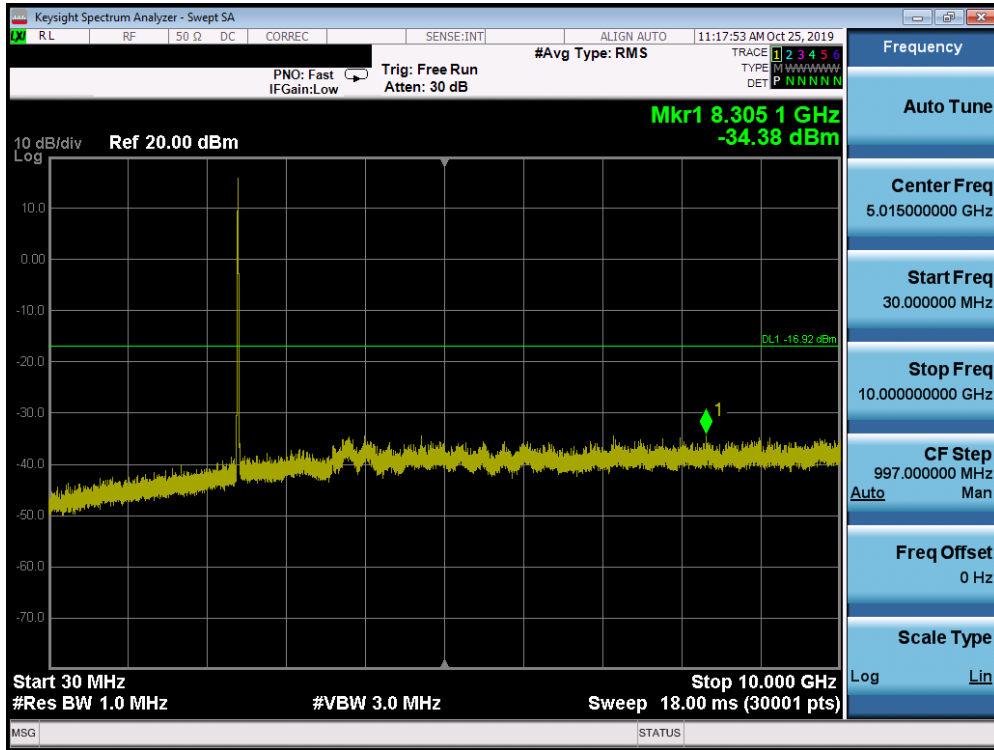 Keysight Spectrum Analyzer - Swept SA
LXI RL RF 50 Ω DC CORREC SENSE:INT ALIGN AUTO 11:17:53 AM Oct 25, 2019
#Avg Type: RMS
TRACE 1 2 3 4 5 6
PNO: Fast Trig: Free Run
TYPE M WWWWW
IFGain:Low Atten: 30 dB
DET P N N N N N
Mkr1 8.305 1 GHz
-34.38 dBm
10 dB/div Ref 20.00 dBm
Log
10.0
0.00
-10.0
DL1 -16.92 dBm
-20.0
-30.0
1
-40.0
-50.0
-60.0
-70.0
Start 30 MHz Stop 10.000 GHz
#Res BW 1.0 MHz #VBW 3.0 MHz Sweep 18.00 ms (30001 pts)
MSG STATUS
Frequency
Auto Tune
Center Freq
5.015000000 GHz
Start Freq
30.000000 MHz
Stop Freq
10.000000000 GHz
CF Step
997.000000 MHz
Auto Man
Freq Offset
0 Hz
Scale Type
Log Lin